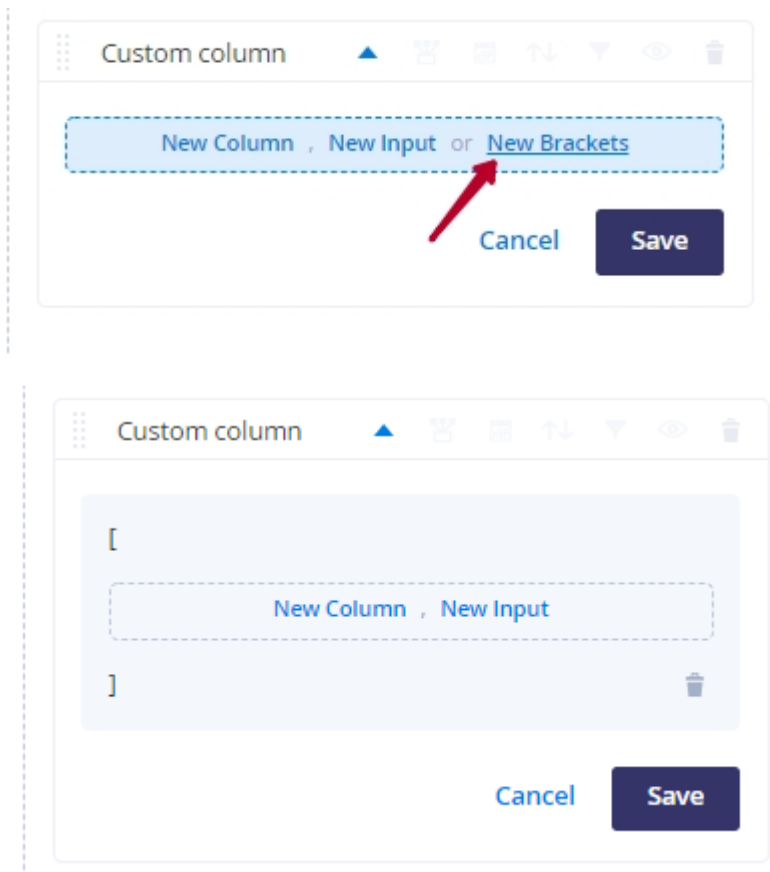 Custom column
New Column , New Input or New Brackets
Cancel Save
Custom column
[
New Column , New Input
]
Cancel Save